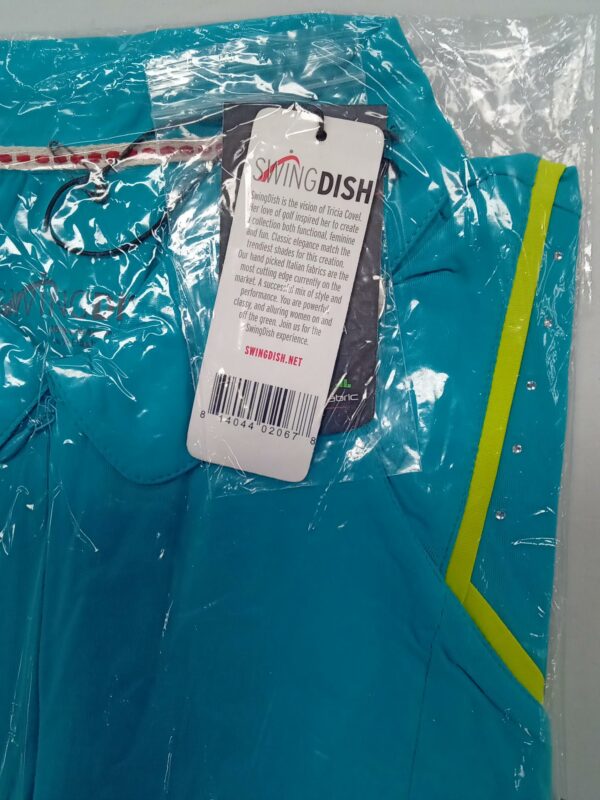 SWINGDISH
SwingDish is the vision of Tricia Covel.
Her love of golf inspired her to create
a collection both functional, feminine
and fun. Classic elegance match the
trendiest shades for this creation.
Our hand picked Italian fabrics are the
most cutting edge currently on the
market. A successful mix of style and
performance. You are powerful,
classy, and alluring women on and
off the green. Join us for the
SwingDish experience.
SWINGDISH.NET
8 14044 02067 8